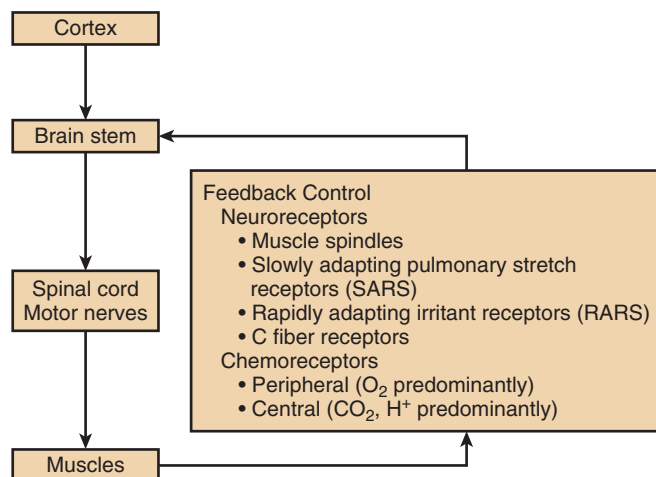 Cortex
Brain stem
Feedback Control
Neuroreceptors
• Muscle spindles
• Slowly adapting pulmonary stretch
receptors (SARS)
• Rapidly adapting irritant receptors (RARS)
• C fiber receptors
Chemoreceptors
• Peripheral (O₂ predominantly)
• Central (CO₂, H⁺ predominantly)
Spinal cord
Motor nerves
Muscles